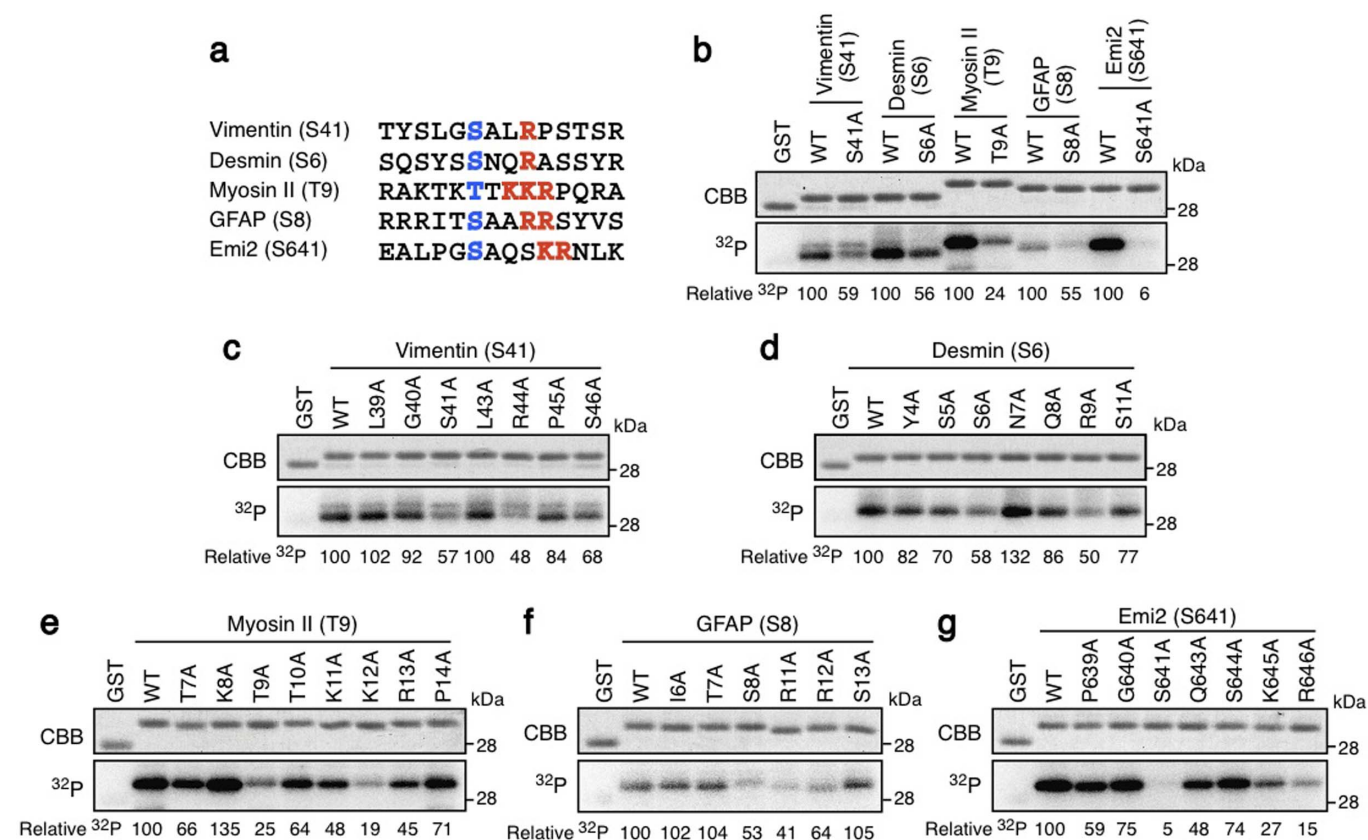 a
Vimentin (S41) TYSLGSALRPSTSR
Desmin (S6) SQSYSSNQRASSYR
Myosin II (T9) RAKTKTTKKRPQRA
GFAP (S8) RRRITSAARRSYVS
Emi2 (S641) EALPGSAQSKRNLK
b
Vimentin (S41) Desmin (S6) Myosin II (T9) GFAP (S8) Emi2 (S641)
GST WT S41A WT S6A WT T9A WT S8A WT S641A
kDa
CBB
28
32P
28
Relative 32P 100 59 100 56 100 24 100 55 100 6
c
Vimentin (S41)
GST WT L39A G40A S41A L43A R44A P45A S46A
kDa
CBB
28
32P
28
Relative 32P 100 102 92 57 100 48 84 68
d
Desmin (S6)
GST WT Y4A S5A S6A N7A Q8A R9A S11A
kDa
CBB
28
32P
28
Relative 32P 100 82 70 58 132 86 50 77
e
Myosin II (T9)
GST WT T7A K8A T9A T10A K11A K12A R13A P14A
kDa
CBB
28
32P
28
Relative 32P 100 66 135 25 64 48 19 45 71
f
GFAP (S8)
GST WT I6A T7A S8A R11A R12A S13A
kDa
CBB
28
32P
28
Relative 32P 100 102 104 53 41 64 105
g
Emi2 (S641)
GST WT P639A G640A S641A Q643A S644A K645A R646A
kDa
CBB
28
32P
28
Relative 32P 100 59 75 5 48 74 27 15